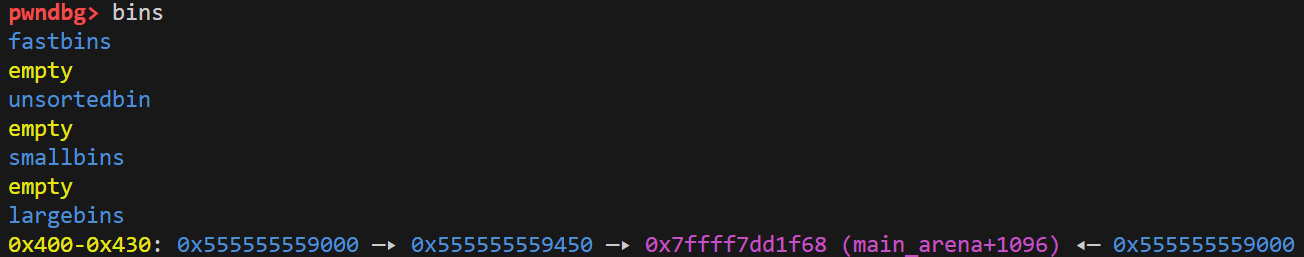 pwndbg> bins
fastbins
empty
unsortedbin
empty
smallbins
empty
largebins
0x400-0x430: 0x555555559000 —▸ 0x555555559450 —▸ 0x7ffff7dd1f68 (main_arena+1096) ◂— 0x555555559000